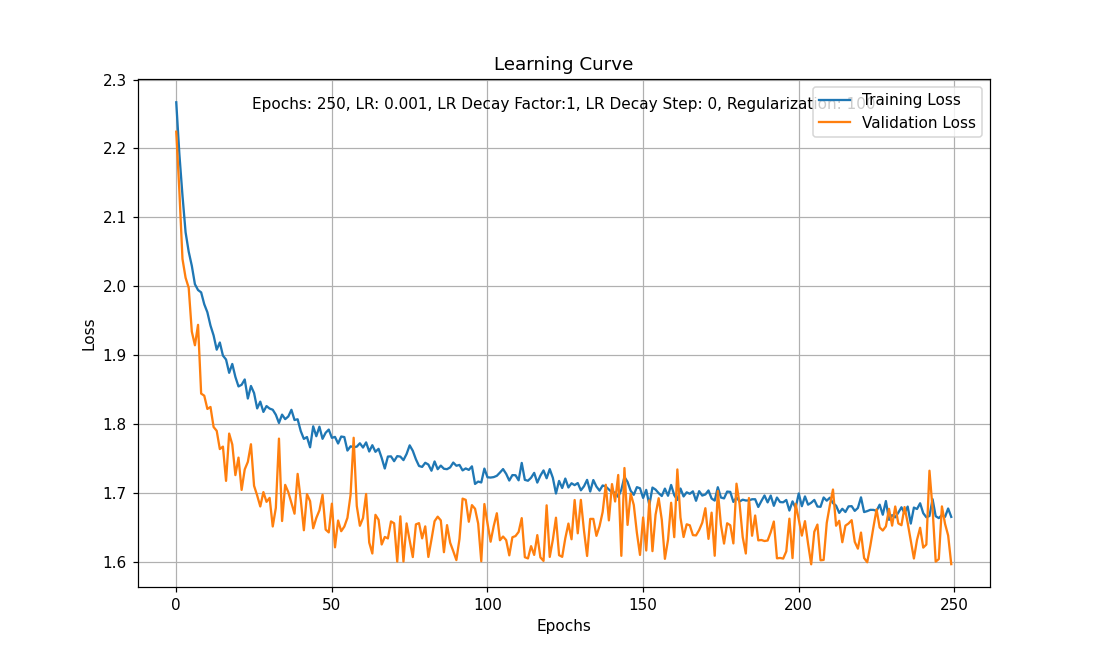 Learning Curve
2.3
2.2
2.1
2.0
1.9
1.8
1.7
1.6
Loss
Epochs: 250, LR: 0.001, LR Decay Factor:1, LR Decay Step: 0, Regularization: 100
Training Loss
Validation Loss
0 50 100 150 200 250
Epochs